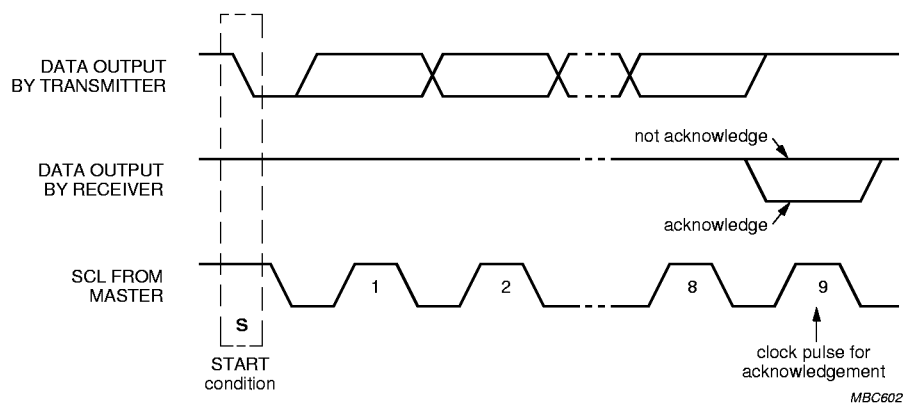 DATA OUTPUT
BY TRANSMITTER
not acknowledge
DATA OUTPUT
BY RECEIVER
acknowledge
SCL FROM
MASTER
1
2
8
9
S
START
condition
clock pulse for
acknowledgement
MBC602